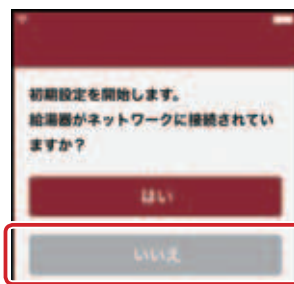 初期設定を開始します。
給湯器がネットワークに接続されてい
ますか？
はい
いいえ